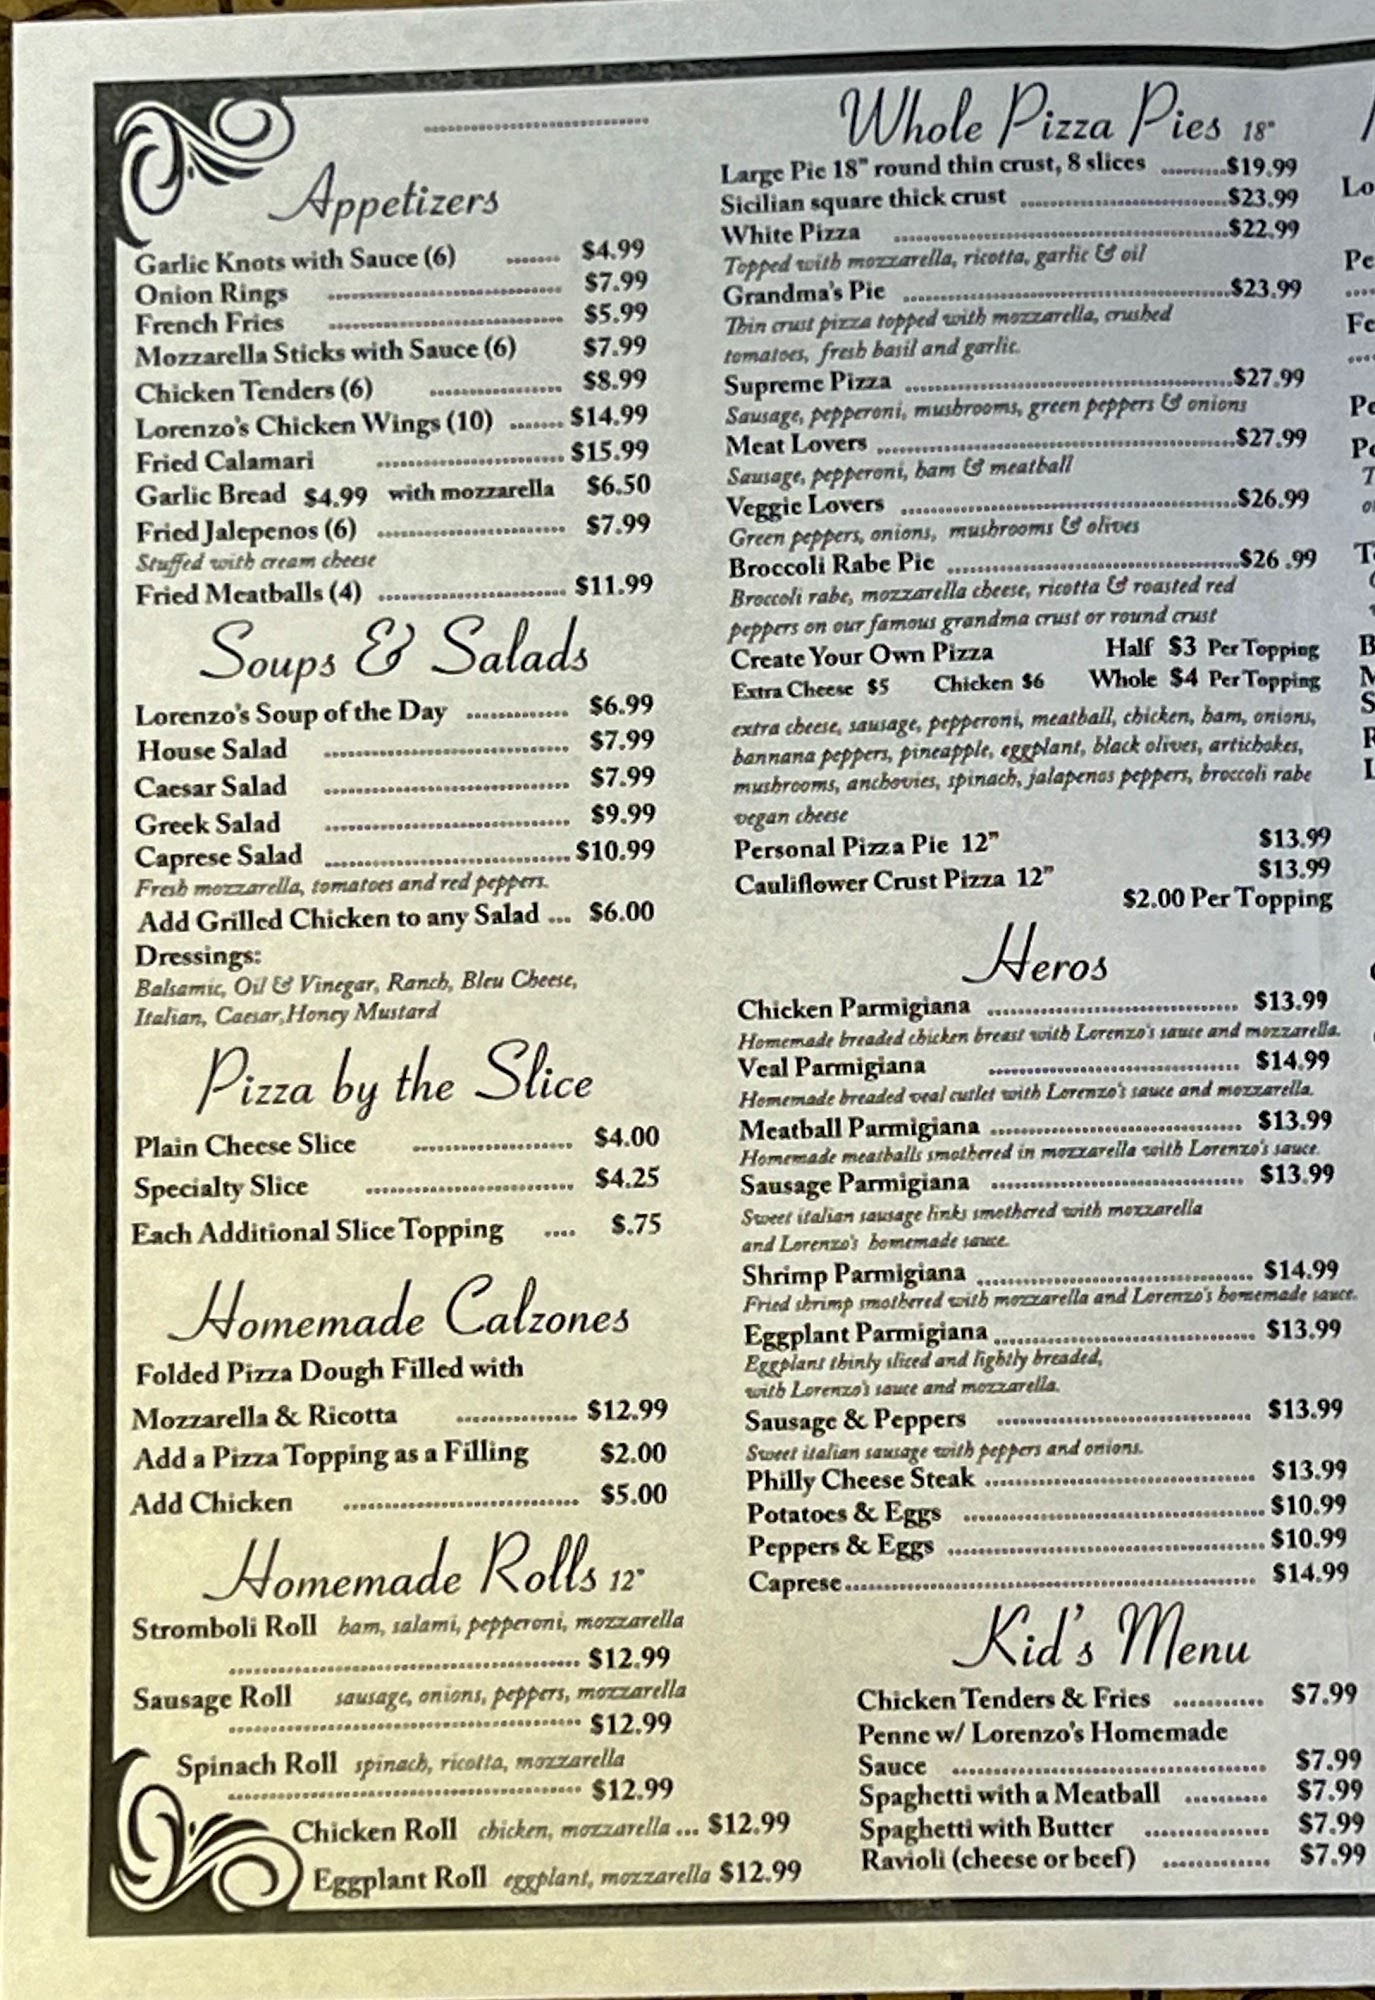 Appetizers
Garlic Knots with Sauce (6) ....... $4.99
Onion Rings ............................... $7.99
French Fries ............................... $5.99
Mozzarella Sticks with Sauce (6) $7.99
Chicken Tenders (6) ................. $8.99
Lorenzo's Chicken Wings (10) ....... $14.99
Fried Calamari ......................... $15.99
Garlic Bread $4.99 with mozzarella $6.50
Fried Jalepenos (6) ........................ $7.99
Stuffed with cream cheese
Fried Meatballs (4) ........................ $11.99
Soups & Salads
Lorenzo's Soup of the Day ............. $6.99
House Salad ................................ $7.99
Caesar Salad ................................ $7.99
Greek Salad ................................ $9.99
Caprese Salad ................................ $10.99
Fresh mozzarella, tomatoes and red peppers.
Add Grilled Chicken to any Salad ... $6.00
Dressings:
Balsamic, Oil & Vinegar, Ranch, Bleu Cheese,
Italian, Caesar,Honey Mustard
Pizza by the Slice
Plain Cheese Slice ..................... $4.00
Specialty Slice ........................... $4.25
Each Additional Slice Topping .... $.75
Homemade Calzones
Folded Pizza Dough Filled with
Mozzarella & Ricotta ................ $12.99
Add a Pizza Topping as a Filling $2.00
Add Chicken ............................... $5.00
Homemade Rolls 12"
Stromboli Roll ham, salami, pepperoni, mozzarella
............................................. $12.99
Sausage Roll sausage, onions, peppers, mozzarella
............................................. $12.99
Spinach Roll spinach, ricotta, mozzarella
............................................. $12.99
Chicken Roll chicken, mozzarella ... $12.99
Eggplant Roll eggplant, mozzarella $12.99
Whole Pizza Pies 18"
Large Pie 18" round thin crust, 8 slices .........$19.99
Sicilian square thick crust ...........................$23.99
White Pizza ...........................................$22.99
Topped with mozzarella, ricotta, garlic & oil
Grandma's Pie ..........................................$23.99
Thin crust pizza topped with mozzarella, crushed
tomatoes, fresh basil and garlic.
Supreme Pizza ..........................................$27.99
Sausage, pepperoni, mushrooms, green peppers & onions
Meat Lovers .............................................$27.99
Sausage, pepperoni, ham & meatball
Veggie Lovers ...........................................$26.99
Green peppers, onions, mushrooms & olives
Broccoli Rabe Pie ......................................$26 .99
Broccoli rabe, mozzarella cheese, ricotta & roasted red
peppers on our famous grandma crust or round crust
Create Your Own Pizza Half $3 Per Topping
Extra Cheese $5 Chicken $6 Whole $4 Per Topping
extra cheese, sausage, pepperoni, meatball, chicken, ham, onions,
bannana peppers, pineapple, eggplant, black olives, artichokes,
mushrooms, anchovies, spinach, jalapenos peppers, broccoli rabe
vegan cheese
Personal Pizza Pie 12" $13.99
Cauliflower Crust Pizza 12" $13.99
$2.00 Per Topping
Heros
Chicken Parmigiana .................................. $13.99
Homemade breaded chicken breast with Lorenzo's sauce and mozzarella.
Veal Parmigiana .................................. $14.99
Homemade breaded veal cutlet with Lorenzo's sauce and mozzarella.
Meatball Parmigiana .................................. $13.99
Homemade meatballs smothered in mozzarella with Lorenzo's sauce.
Sausage Parmigiana .................................. $13.99
Sweet italian sausage links smothered with mozzarella
and Lorenzo's homemade sauce.
Shrimp Parmigiana ..................................... $14.99
Fried shrimp smothered with mozzarella and Lorenzo's homemade sauce.
Eggplant Parmigiana .................................. $13.99
Eggplant thinly sliced and lightly breaded,
with Lorenzo's sauce and mozzarella.
Sausage & Peppers .................................. $13.99
Sweet italian sausage with peppers and onions.
Philly Cheese Steak .................................... $13.99
Potatoes & Eggs ........................................ $10.99
Peppers & Eggs .......................................... $10.99
Caprese....................................................... $14.99
Kid's Menu
Chicken Tenders & Fries ............ $7.99
Penne w/ Lorenzo's Homemade
Sauce .......................................... $7.99
Spaghetti with a Meatball ........... $7.99
Spaghetti with Butter ................. $7.99
Ravioli (cheese or beef) ............... $7.99